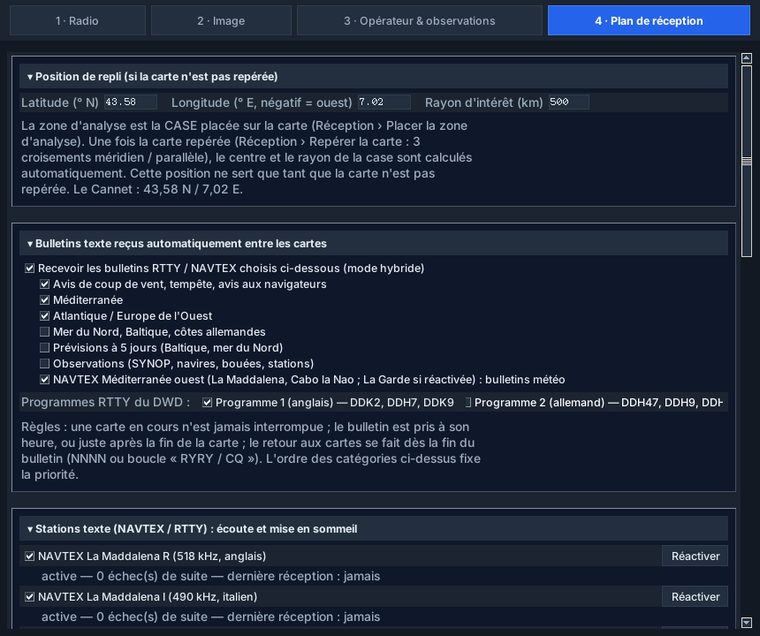 1 · Radio 2 · Image 3 · Opérateur & observations 4 · Plan de réception
▾ Position de repli (si la carte n'est pas repérée)
Latitude (° N) 43.58 Longitude (° E, négatif = ouest) 7.02 Rayon d'intérêt (km) 500
La zone d'analyse est la CASE placée sur la carte (Réception › Placer la zone
d'analyse). Une fois la carte repérée (Réception › Repérer la carte : 3
croisements méridien / parallèle), le centre et le rayon de la case sont calculés
automatiquement. Cette position ne sert que tant que la carte n'est pas
repérée. Le Cannet : 43,58 N / 7,02 E.
▾ Bulletins texte reçus automatiquement entre les cartes
Recevoir les bulletins RTTY / NAVTEX choisis ci-dessous (mode hybride)
Avis de coup de vent, tempête, avis aux navigateurs
Méditerranée
Atlantique / Europe de l'Ouest
Mer du Nord, Baltique, côtes allemandes
Prévisions à 5 jours (Baltique, mer du Nord)
Observations (SYNOP, navires, bouées, stations)
NAVTEX Méditerranée ouest (La Maddalena, Cabo la Nao ; La Garde si réactivée) : bulletins météo
Programmes RTTY du DWD : Programme 1 (anglais) — DDK2, DDH7, DDK9 Programme 2 (allemand) — DDH47, DDH9, DDH
Règles : une carte en cours n'est jamais interrompue ; le bulletin est pris à son
heure, ou juste après la fin de la carte ; le retour aux cartes se fait dès la fin du
bulletin (NNNN ou boucle « RYRY / CQ »). L'ordre des catégories ci-dessus fixe
la priorité.
▾ Stations texte (NAVTEX / RTTY) : écoute et mise en sommeil
NAVTEX La Maddalena R (518 kHz, anglais) Réactiver
active — 0 échec(s) de suite — dernière réception : jamais
NAVTEX La Maddalena I (490 kHz, italien) Réactiver
active — 0 échec(s) de suite — dernière réception : jamais